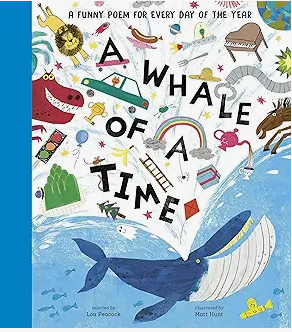 A FUNNY POEM FOR EVERY DAY OF THE YEAR
A WHALE
OF A
TIME
selected by
Lou Peacock
illustrated by
Matt Hunt